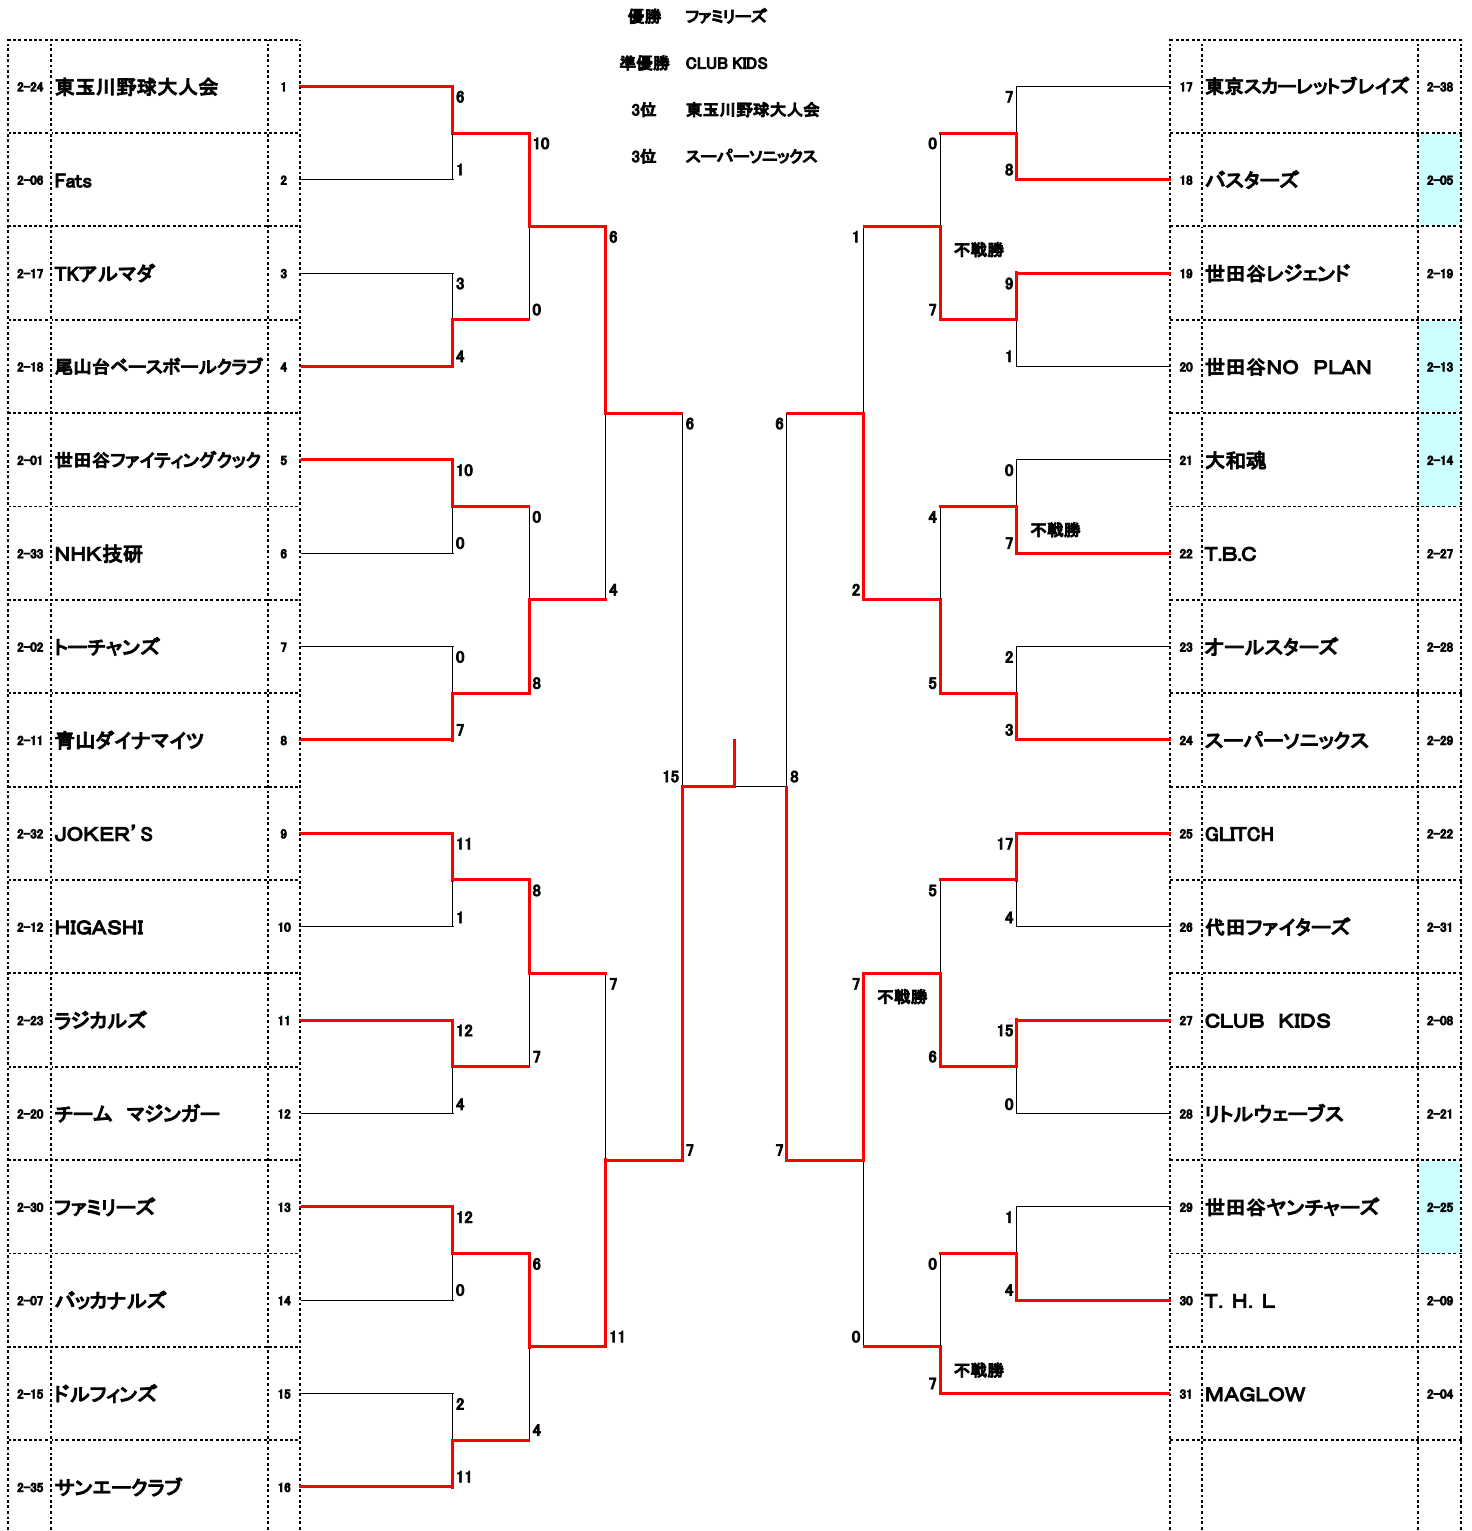 優勝 ファミリーズ
準優勝 CLUB KIDS
3位 東玉川野球大人会
3位 スーパーソニックス
2-24 東玉川野球大人会 1
2-06 Fats 2
2-17 TKアルマダ 3
2-18 尾山台ベースボールクラブ 4
2-01 世田谷ファイティングクック 5
2-33 NHK技研 6
2-02 トーチャンズ 7
2-11 青山ダイナマイツ 8
2-32 JOKER'S 9
2-12 HIGASHI 10
2-23 ラジカルズ 11
2-20 チーム マジンガー 12
2-30 ファミリーズ 13
2-07 バッカナルズ 14
2-15 ドルフィンズ 15
2-35 サンエークラブ 16
6
1
3
4
10
0
0
7
11
1
12
4
12
0
2
11
10
0
0
8
8
7
6
4
6
4
7
11
6
7
15
8
6
7
1
2
7
不戦勝
0
0
不戦勝
7
4
5
5
6
0
不戦勝
7
7
8
9
1
0
不戦勝
7
2
3
17
4
15
0
1
4
17 東京スカーレットブレイズ 2-38
18 バスターズ 2-05
19 世田谷レジェンド 2-19
20 世田谷NO PLAN 2-13
21 大和魂 2-14
22 T.B.C 2-27
23 オールスターズ 2-28
24 スーパーソニックス 2-29
25 GLITCH 2-22
26 代田ファイターズ 2-31
27 CLUB KIDS 2-08
28 リトルウェーブス 2-21
29 世田谷ヤンチャーズ 2-25
30 T. H. L 2-09
31 MAGLOW 2-04